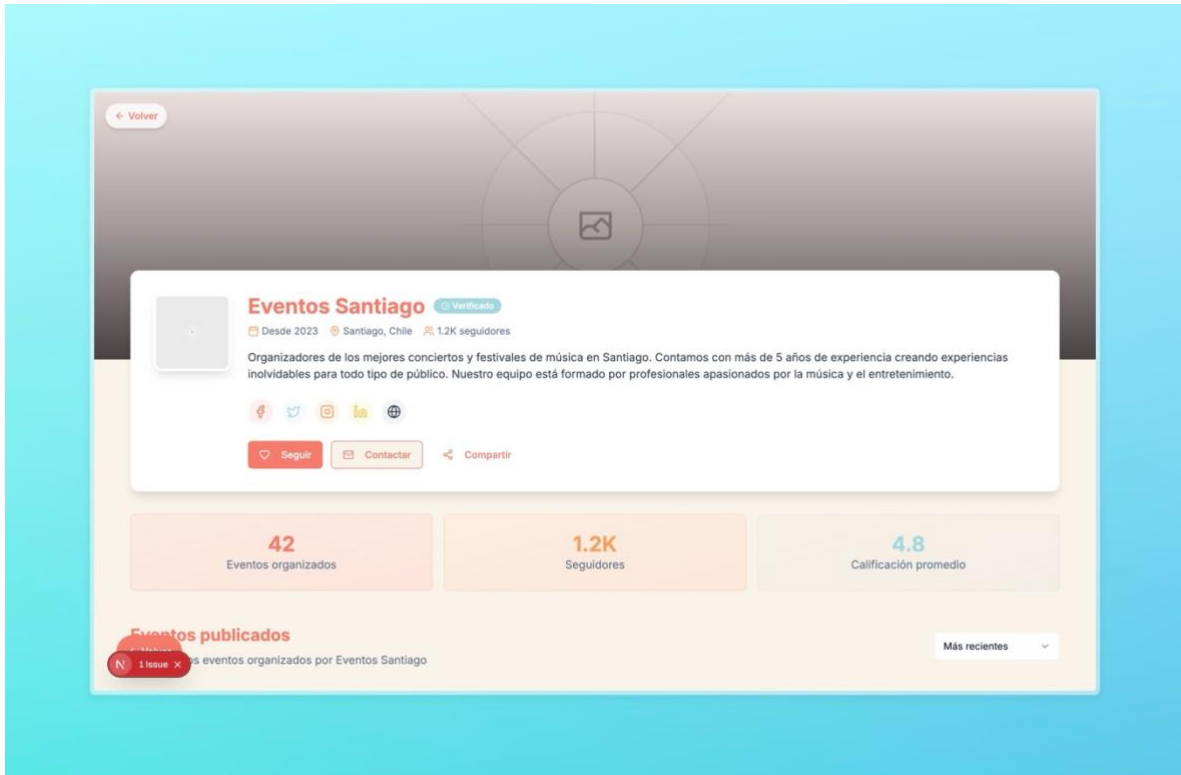 ← Volver
Eventos Santiago Verificado
Desde 2023 Santiago, Chile 1.2K seguidores
Organizadores de los mejores conciertos y festivales de música en Santiago. Contamos con más de 5 años de experiencia creando experiencias
inolvidables para todo tipo de público. Nuestro equipo está formado por profesionales apasionados por la música y el entretenimiento.
Seguir Contactar Compartir
42
Eventos organizados
1.2K
Seguidores
4.8
Calificación promedio
Eventos publicados
Más recientes
eventos organizados por Eventos Santiago
N 1 Issue ×